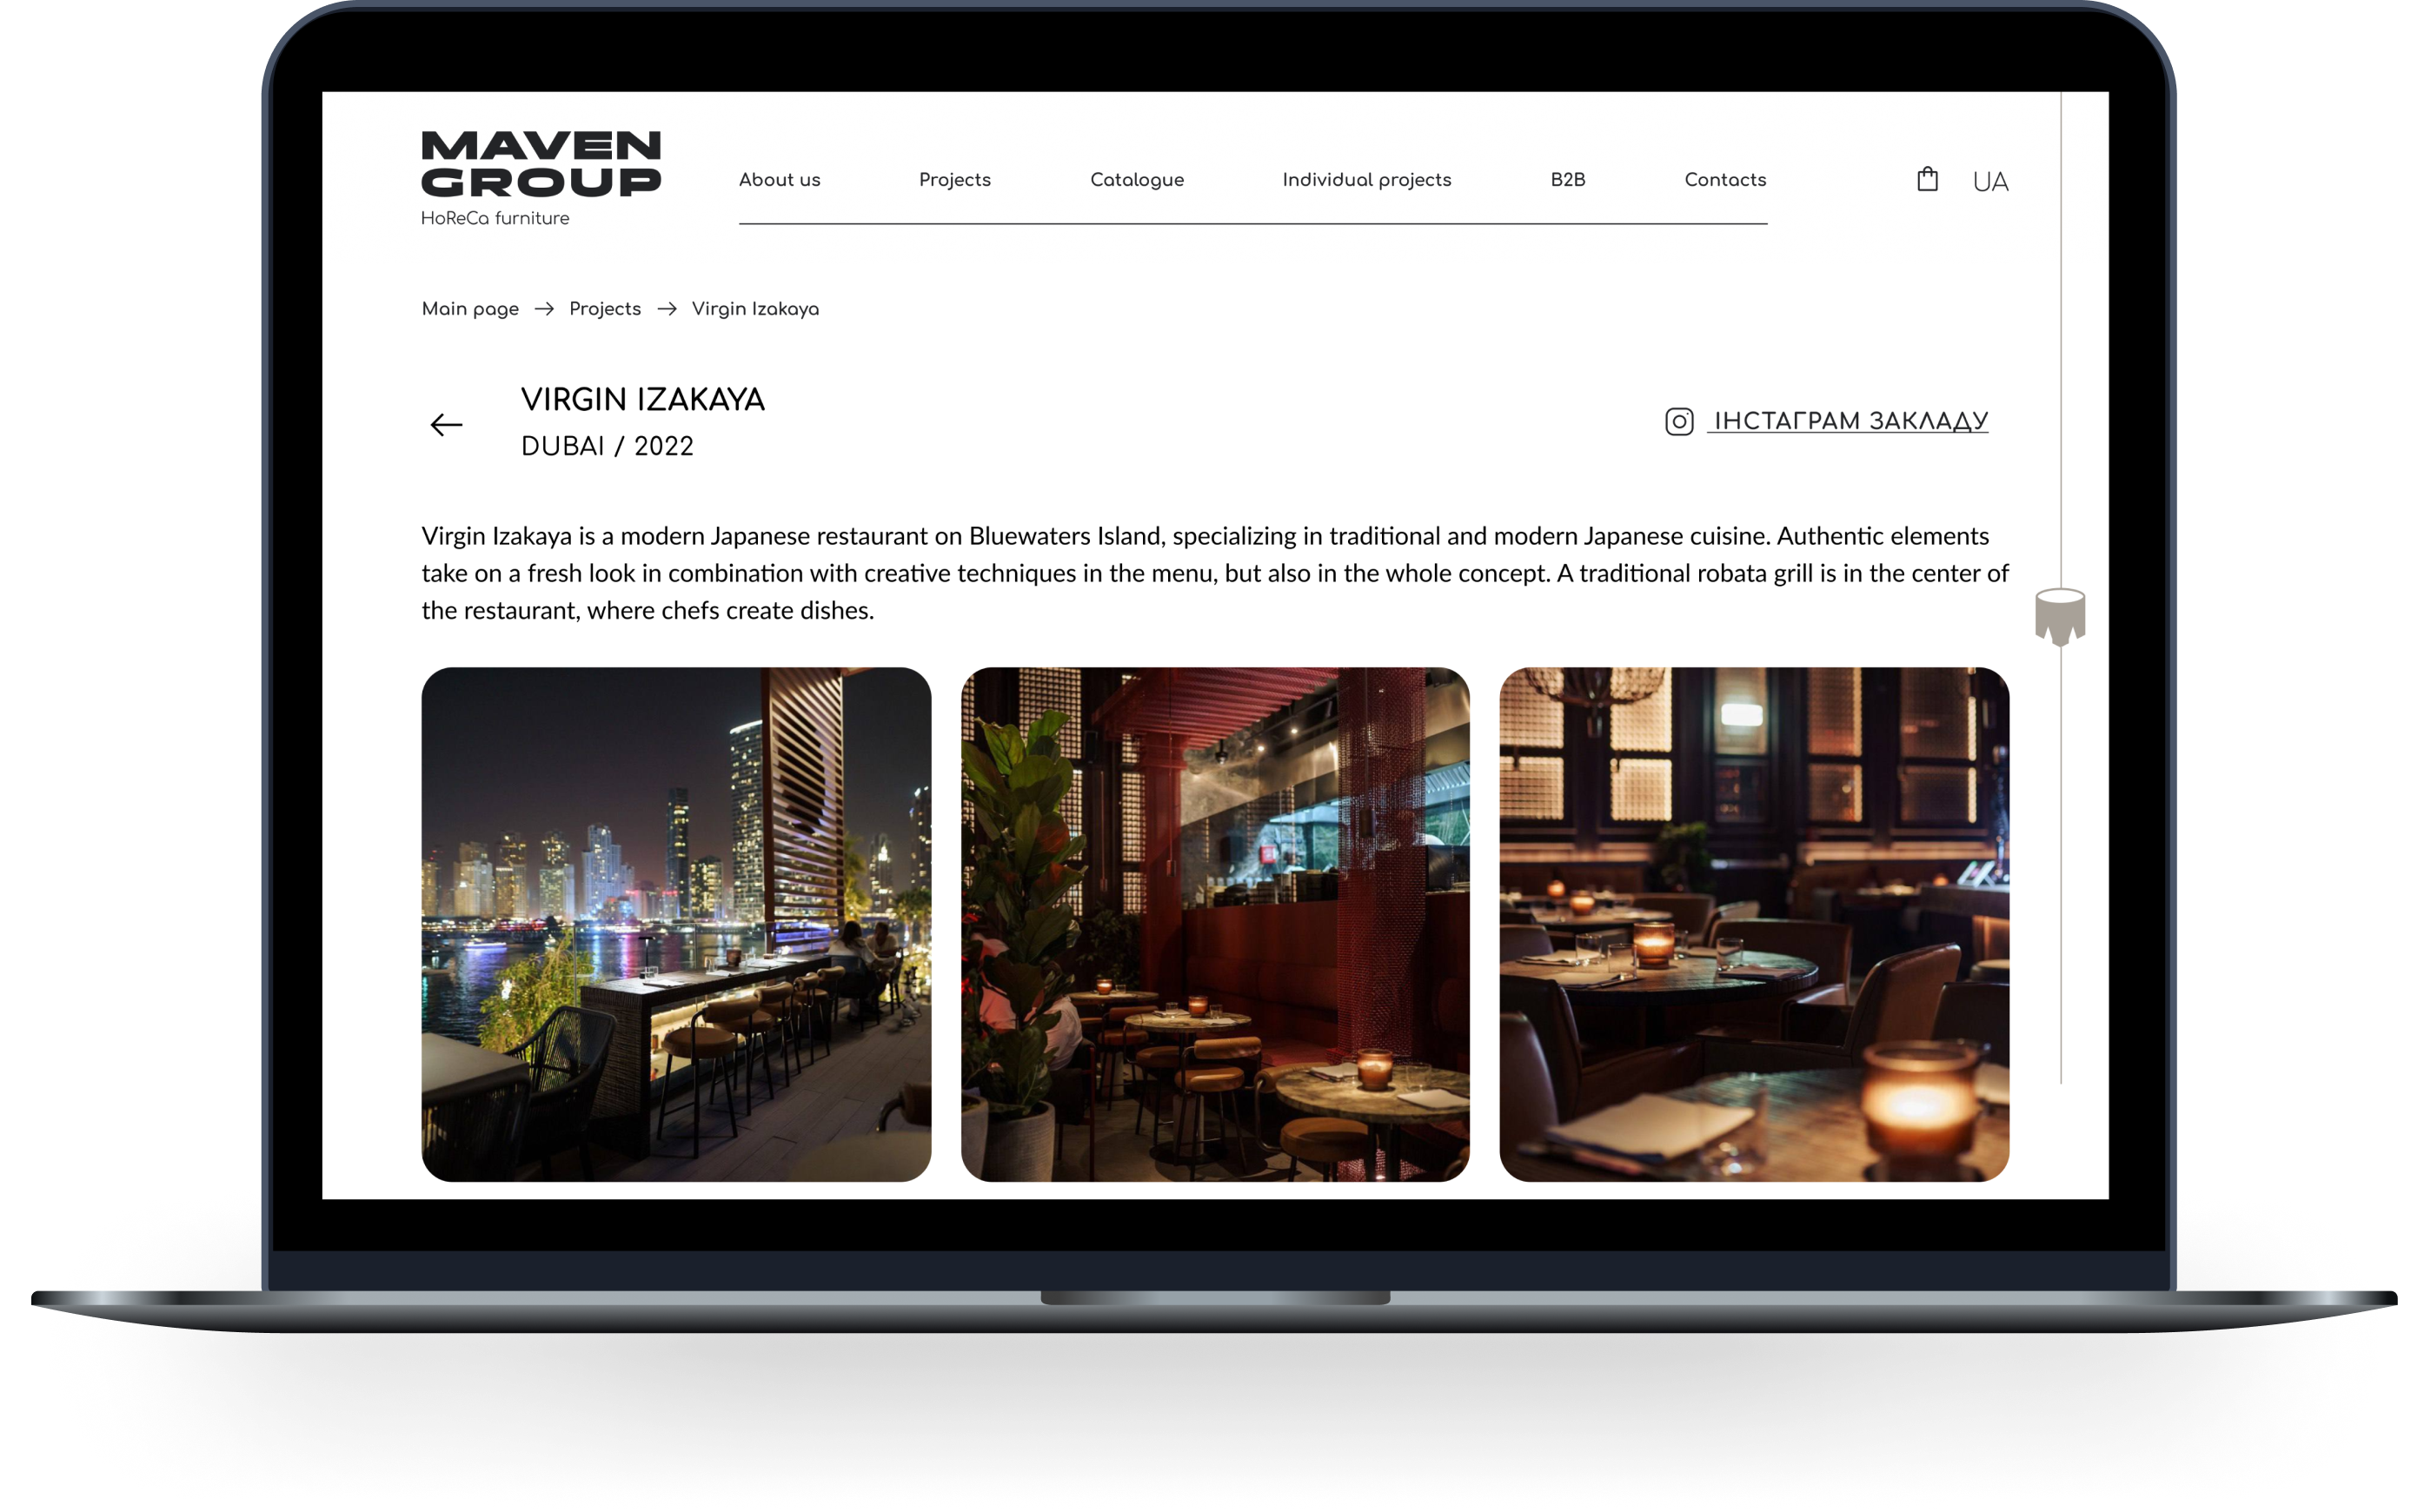 MAVEN
GROUP
HoReCa furniture
About us Projects Catalogue Individual projects B2B Contacts UA
Main page → Projects → Virgin Izakaya
VIRGIN IZAKAYA
DUBAI / 2022
ІНСТАГРАМ ЗАКЛАДУ
Virgin Izakaya is a modern Japanese restaurant on Bluewaters Island, specializing in traditional and modern Japanese cuisine. Authentic elements
take on a fresh look in combination with creative techniques in the menu, but also in the whole concept. A traditional robata grill is in the center of
the restaurant, where chefs create dishes.